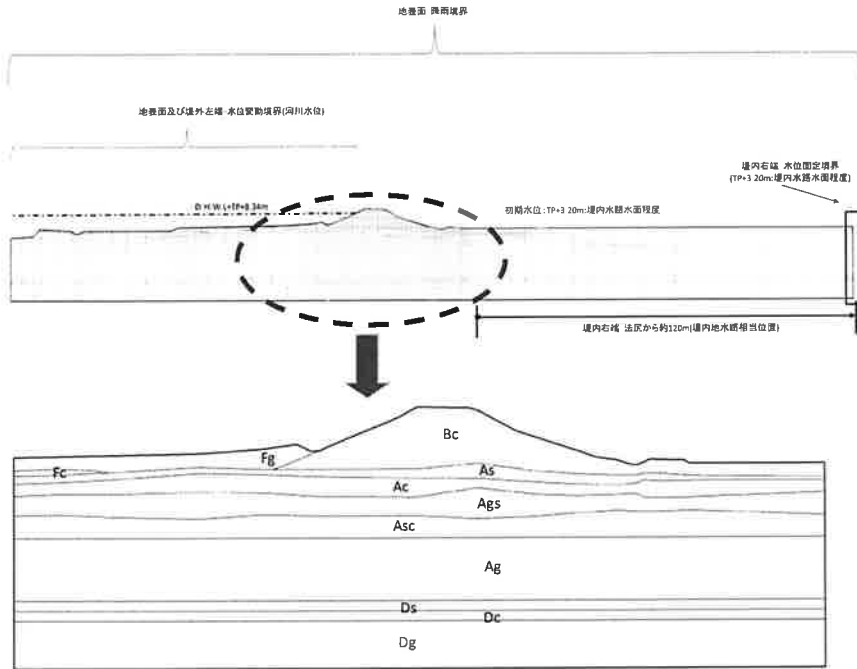 地表面 降雨境界
地表面及び堤外左端 水位変動境界(河川水位)
堤内右端 水位固定境界
(TP+3 20m:堤内水路水面程度)
D H.W.L=TP+8.34m
初期水位:TP+3 20m:堤内水路水面程度
堤内右端 法尻から約120m(堤内地水路相当位置)
Bc
Fg
Fc
As
Ac
Ags
Asc
Ag
Ds
Dc
Dg